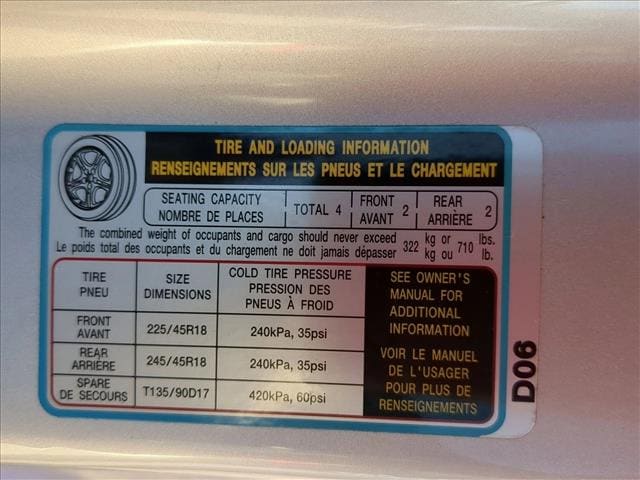 TIRE AND LOADING INFORMATION
RENSEIGNEMENTS SUR LES PNEUS ET LE CHARGEMENT
SEATING CAPACITY
NOMBRE DE PLACES
TOTAL 4
FRONT
AVANT 2
REAR
ARRIÈRE 2
The combined weight of occupants and cargo should never exceed 322 kg or 710 lbs.
Le poids total des occupants et du chargement ne doit jamais dépasser kg ou lb.
TIRE
PNEU
SIZE
DIMENSIONS
COLD TIRE PRESSURE
PRESSION DES
PNEUS À FROID
FRONT
AVANT
225/45R18
240kPa, 35psi
REAR
ARRIÈRE
245/45R18
240kPa, 35psi
SPARE
DE SECOURS
T135/90D17
420kPa, 60psi
SEE OWNER'S
MANUAL FOR
ADDITIONAL
INFORMATION
VOIR LE MANUEL
DE L'USAGER
POUR PLUS DE
RENSEIGNEMENTS
D06